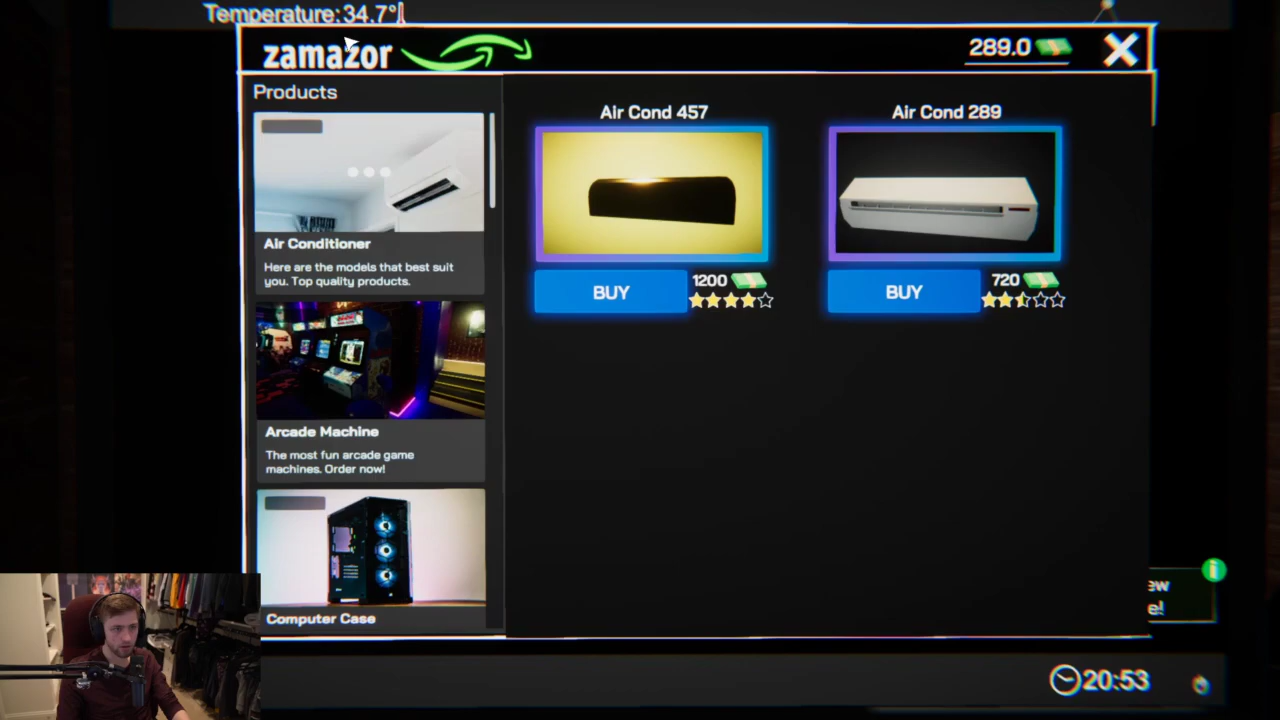 Temperature:34.7°
zamazor
289.0
Products
Air Conditioner
Here are the models that best suit
you. Top quality products.
Arcade Machine
The most fun arcade game
machines. Order now!
Computer Case
Air Cond 457
BUY
1200
Air Cond 289
BUY
720
ew
e!
20:53